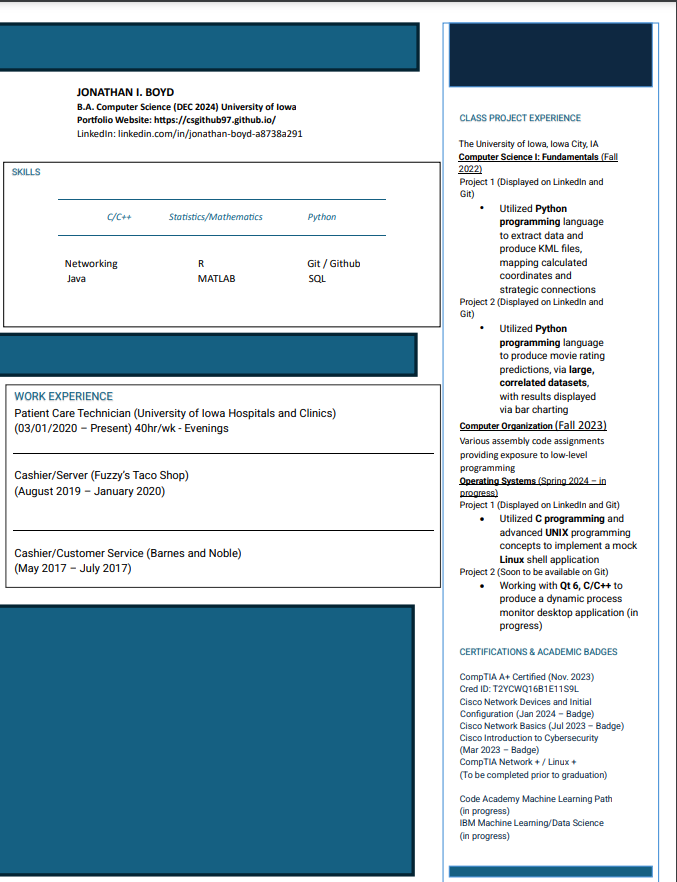 JONATHAN I. BOYD
B.A. Computer Science (DEC 2024) University of Iowa
Portfolio Website: https://csgithub97.github.io/
LinkedIn: linkedin.com/in/jonathan-boyd-a8738a291
SKILLS
C/C++ Statistics/Mathematics Python
Networking R Git / Github
Java MATLAB SQL
WORK EXPERIENCE
Patient Care Technician (University of Iowa Hospitals and Clinics)
(03/01/2020 – Present) 40hr/wk - Evenings
Cashier/Server (Fuzzy's Taco Shop)
(August 2019 – January 2020)
Cashier/Customer Service (Barnes and Noble)
(May 2017 – July 2017)
CLASS PROJECT EXPERIENCE
The University of Iowa, Iowa City, IA
Computer Science I: Fundamentals (Fall
2022)
Project 1 (Displayed on LinkedIn and
Git)
• Utilized Python
programming language
to extract data and
produce KML files,
mapping calculated
coordinates and
strategic connections
Project 2 (Displayed on LinkedIn and
Git)
• Utilized Python
programming language
to produce movie rating
predictions, via large,
correlated datasets,
with results displayed
via bar charting
Computer Organization (Fall 2023)
Various assembly code assignments
providing exposure to low-level
programming
Operating Systems (Spring 2024 – in
progress)
Project 1 (Displayed on LinkedIn and Git)
• Utilized C programming and
advanced UNIX programming
concepts to implement a mock
Linux shell application
Project 2 (Soon to be available on Git)
• Working with Qt 6, C/C++ to
produce a dynamic process
monitor desktop application (in
progress)
CERTIFICATIONS & ACADEMIC BADGES
CompTIA A+ Certified (Nov. 2023)
Cred ID: T2YCWQ16B1E11S9L
Cisco Network Devices and Initial
Configuration (Jan 2024 – Badge)
Cisco Network Basics (Jul 2023 – Badge)
Cisco Introduction to Cybersecurity
(Mar 2023 – Badge)
CompTIA Network + / Linux +
(To be completed prior to graduation)
Code Academy Machine Learning Path
(in progress)
IBM Machine Learning/Data Science
(in progress)